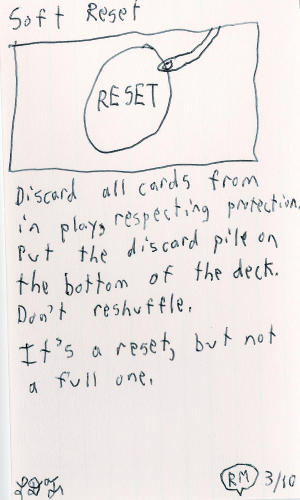 Soft Reset
RESET
Discard all cards from
in play, respecting protection.
Put the discard pile on
the bottom of the deck.
Don't reshuffle.
It's a reset, but not
a full one.
RM 3/10